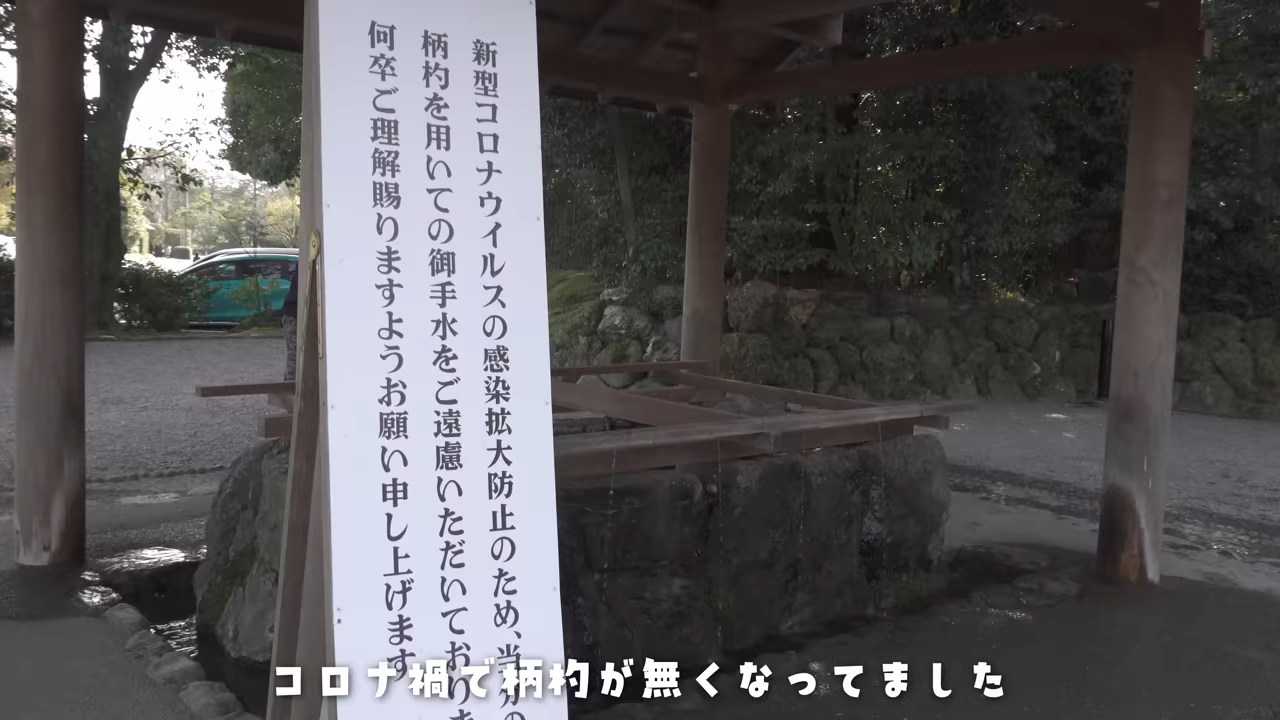 新型コロナウイルスの感染拡大防止のため、当分の
柄杓を用いての御手水をご遠慮いただいておりま
何卒ご理解賜りますようお願い申し上げます
コロナ禍で柄杓が無くなってました